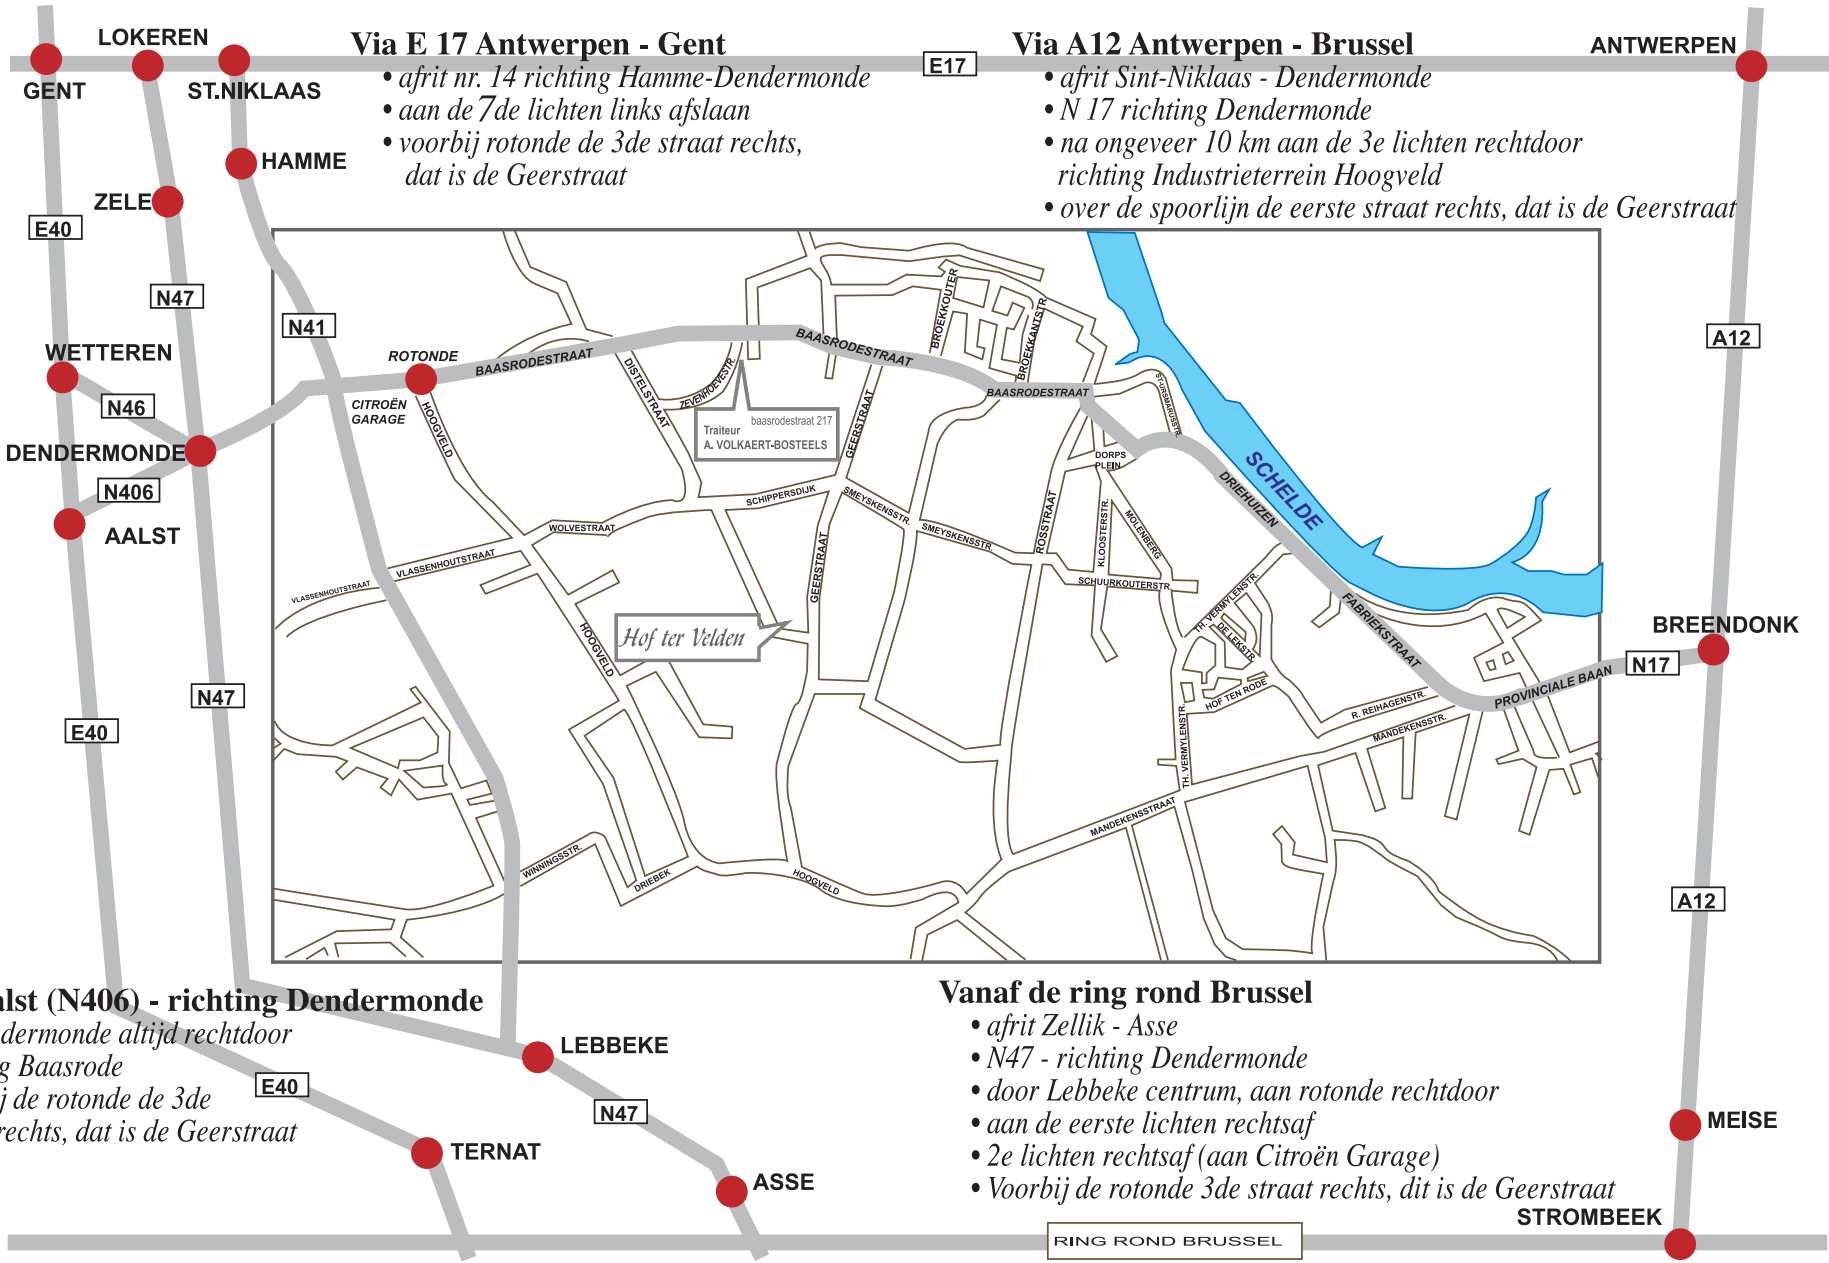 LOKEREN
GENT
ST.NIKLAAS
Via E 17 Antwerpen - Gent
• afrit nr. 14 richting Hamme-Dendermonde
• aan de 7de lichten links afslaan
• voorbij rotonde de 3de straat rechts,
dat is de Geerstraat
E17
Via A12 Antwerpen - Brussel
• afrit Sint-Niklaas - Dendermonde
• N 17 richting Dendermonde
• na ongeveer 10 km aan de 3e lichten rechtdoor
richting Industrieterrein Hoogveld
• over de spoorlijn de eerste straat rechts, dat is de Geerstraat
ANTWERPEN
HAMME
ZELE
E40
N47
N41
WETTEREN
N46
DENDERMONDE
N406
AALST
N47
E40
ROTONDE
CITROËN
GARAGE
BAASRODESTRAAT
BAASRODESTRAAT
BAASRODESTRAAT
BROEKKOUTER
BROEKKANTSTR.
ST-URSMARUSSTR.
HOOGVELD
DISTELSTRAAT
ZEVENHOEVESTR.
baasrodestraat 217
Traiteur
A. VOLKAERT-BOSTEELS
GEERSTRAAT
SCHIPPERSDIJK
SMEYSKENSSTR.
SMEYSKENSSTR.
WOLVESTRAAT
VLASSENHOUTSTRAAT
VLASSENHOUTSTRAAT
GEERSTRAAT
ROSSTRAAT
DORPS
PLEIN
KLOOSTERSTR.
MOLENBERG
SCHUURKOUTERSTR.
DRIEHUIZEN
SCHELDE
FABRIEKSTRAAT
HOOGVELD
Hof ter Velden
TH. VERMYLENSTR.
DE LEKSTR
HOF TEN RODE
TH. VERMYLENSTR.
R. REIHAGENSTR.
MANDEKENSSTR.
PROVINCIALE BAAN
MANDEKENSSTRAAT
WINNINGSSTR.
DRIEBEK
HOOGVELD
A12
BREENDONK
N17
A12
alst (N406) - richting Dendermonde
dermonde altijd rechtdoor
g Baasrode
j de rotonde de 3de
rechts, dat is de Geerstraat
E40
LEBBEKE
N47
TERNAT
ASSE
Vanaf de ring rond Brussel
• afrit Zellik - Asse
• N47 - richting Dendermonde
• door Lebbeke centrum, aan rotonde rechtdoor
• aan de eerste lichten rechtsaf
• 2e lichten rechtsaf (aan Citroën Garage)
• Voorbij de rotonde 3de straat rechts, dit is de Geerstraat
MEISE
STROMBEEK
RING ROND BRUSSEL